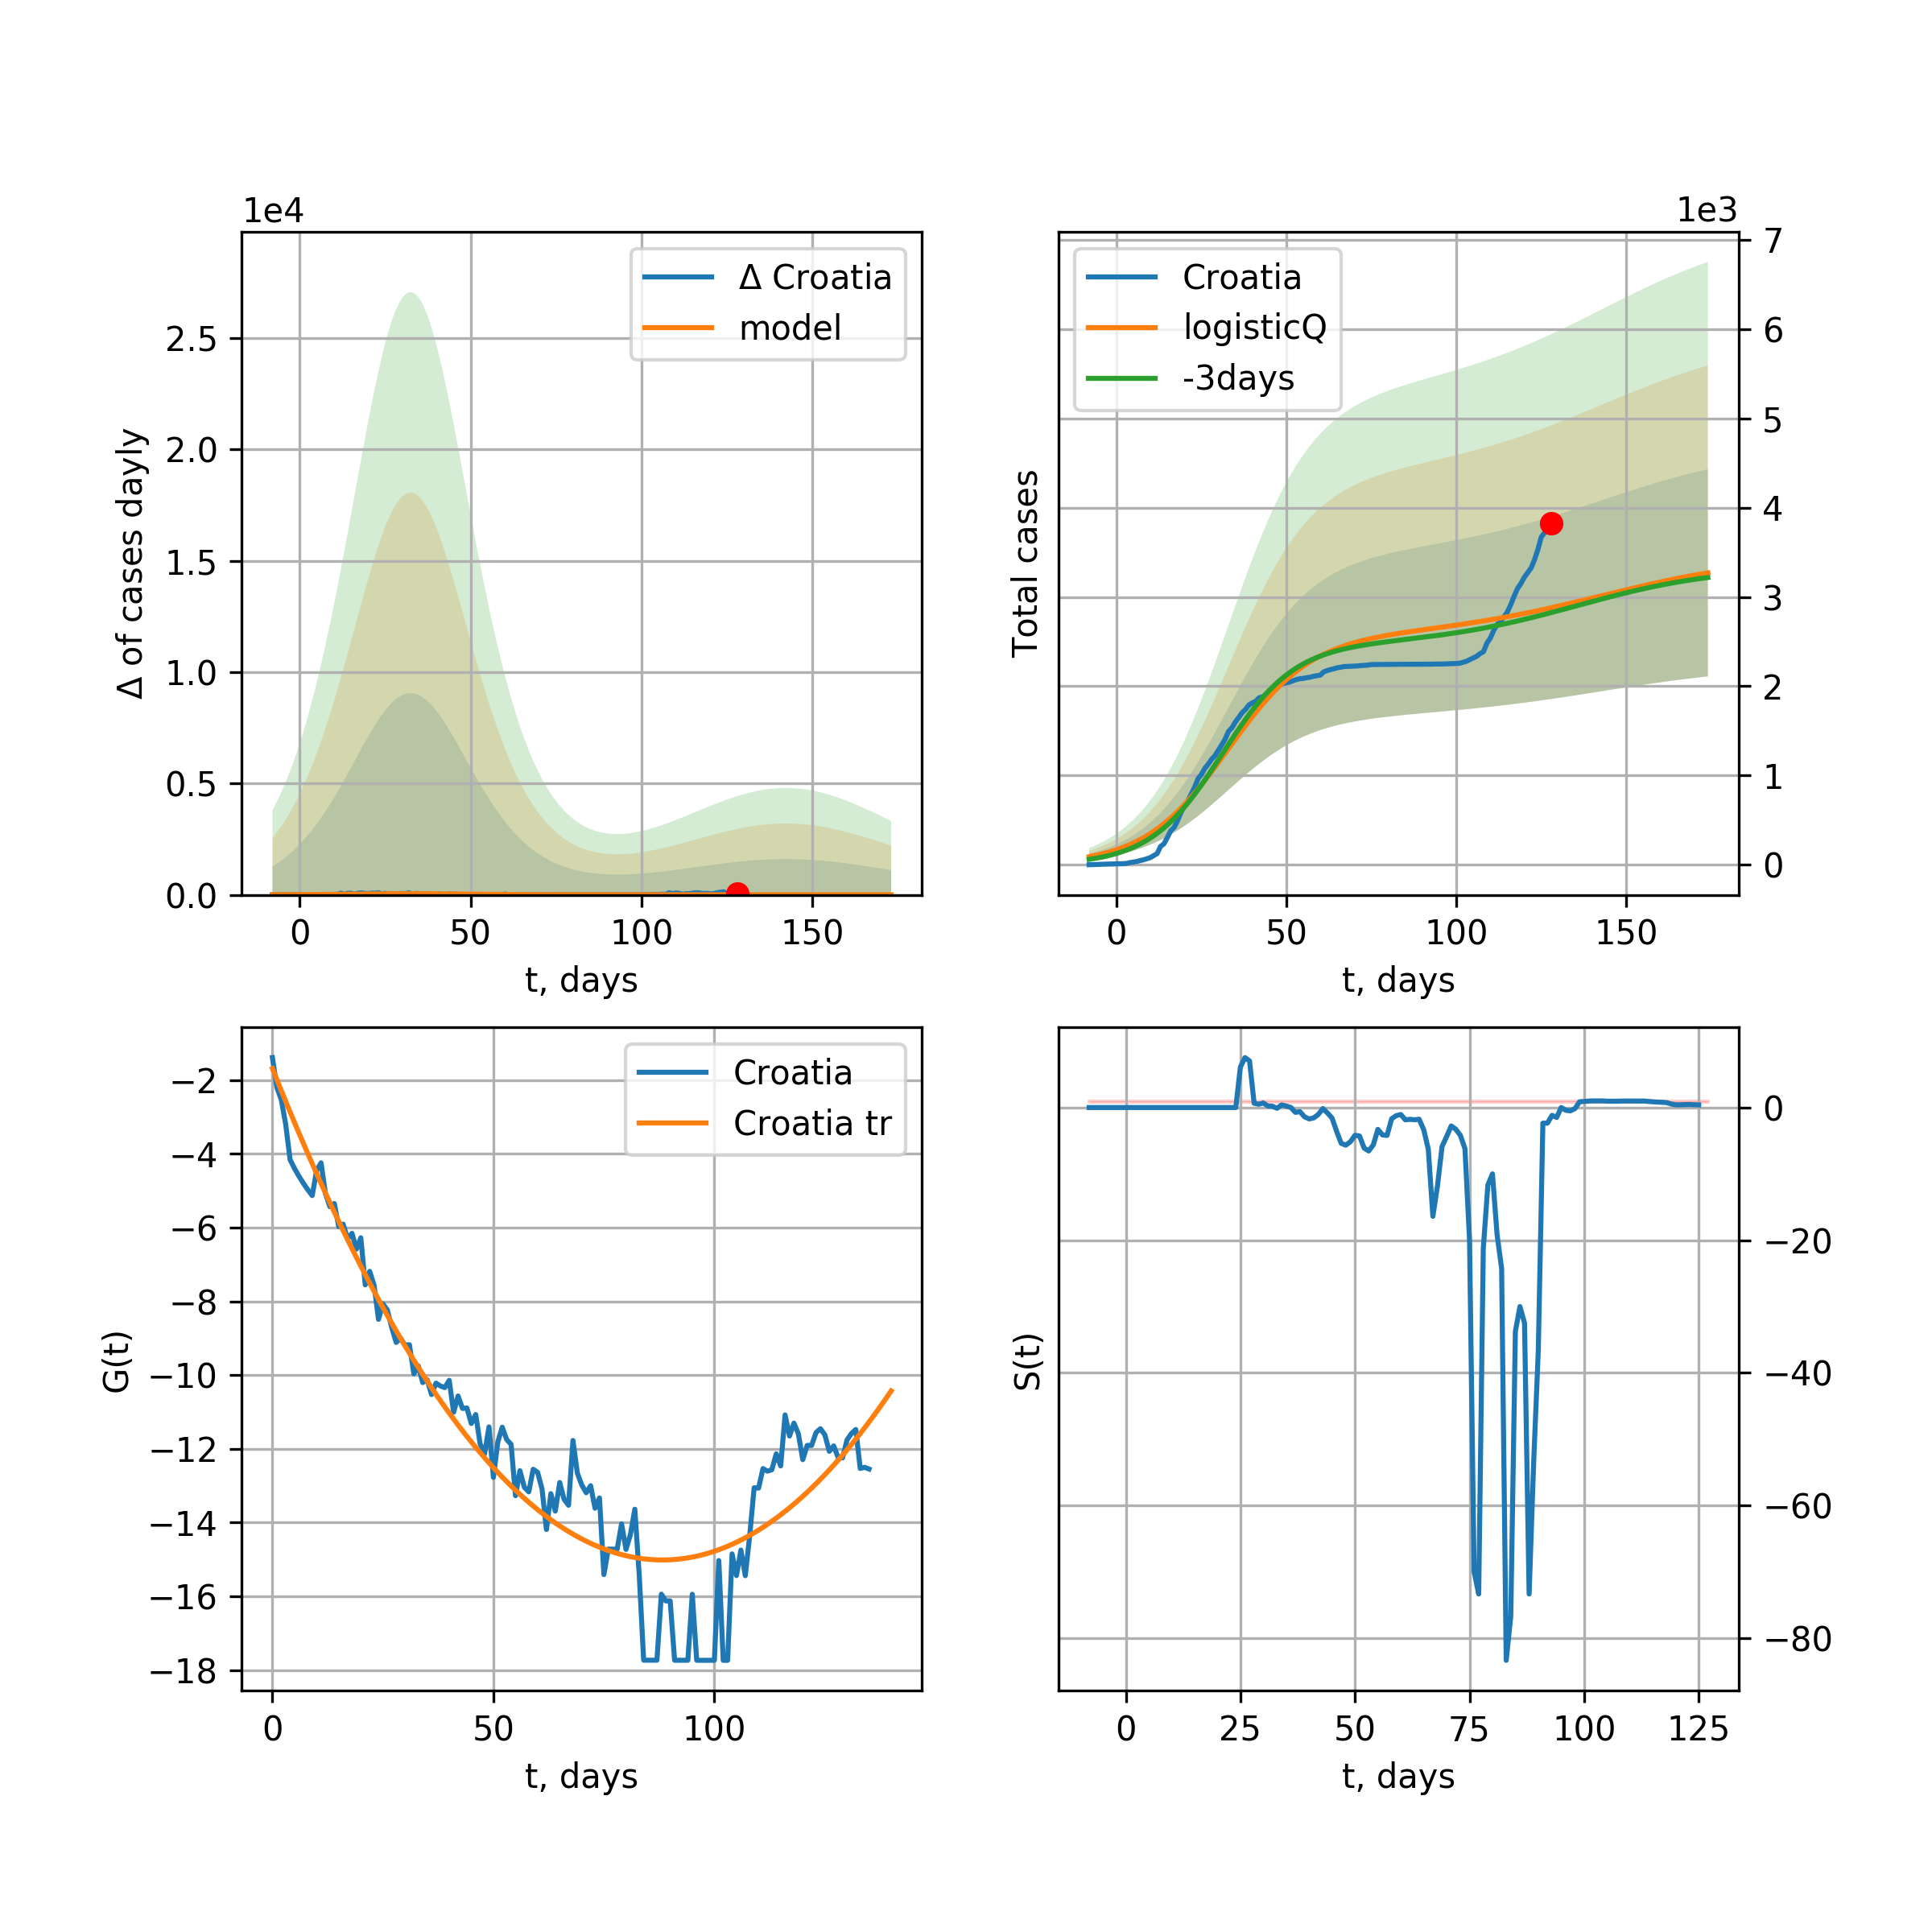 1e4
Δ of cases dayly
2.5
2.0
1.5
1.0
0.5
0.0
0 50 100 150
t, days
Δ Croatia
model
1e3
Total cases
7
6
5
4
3
2
1
0
0 50 100 150
t, days
Croatia
logisticQ
-3days
G(t)
−2
−4
−6
−8
−10
−12
−14
−16
−18
0 50 100
t, days
Croatia
Croatia tr
S(t)
0
−20
−40
−60
−80
0 25 50 75 100 125
t, days